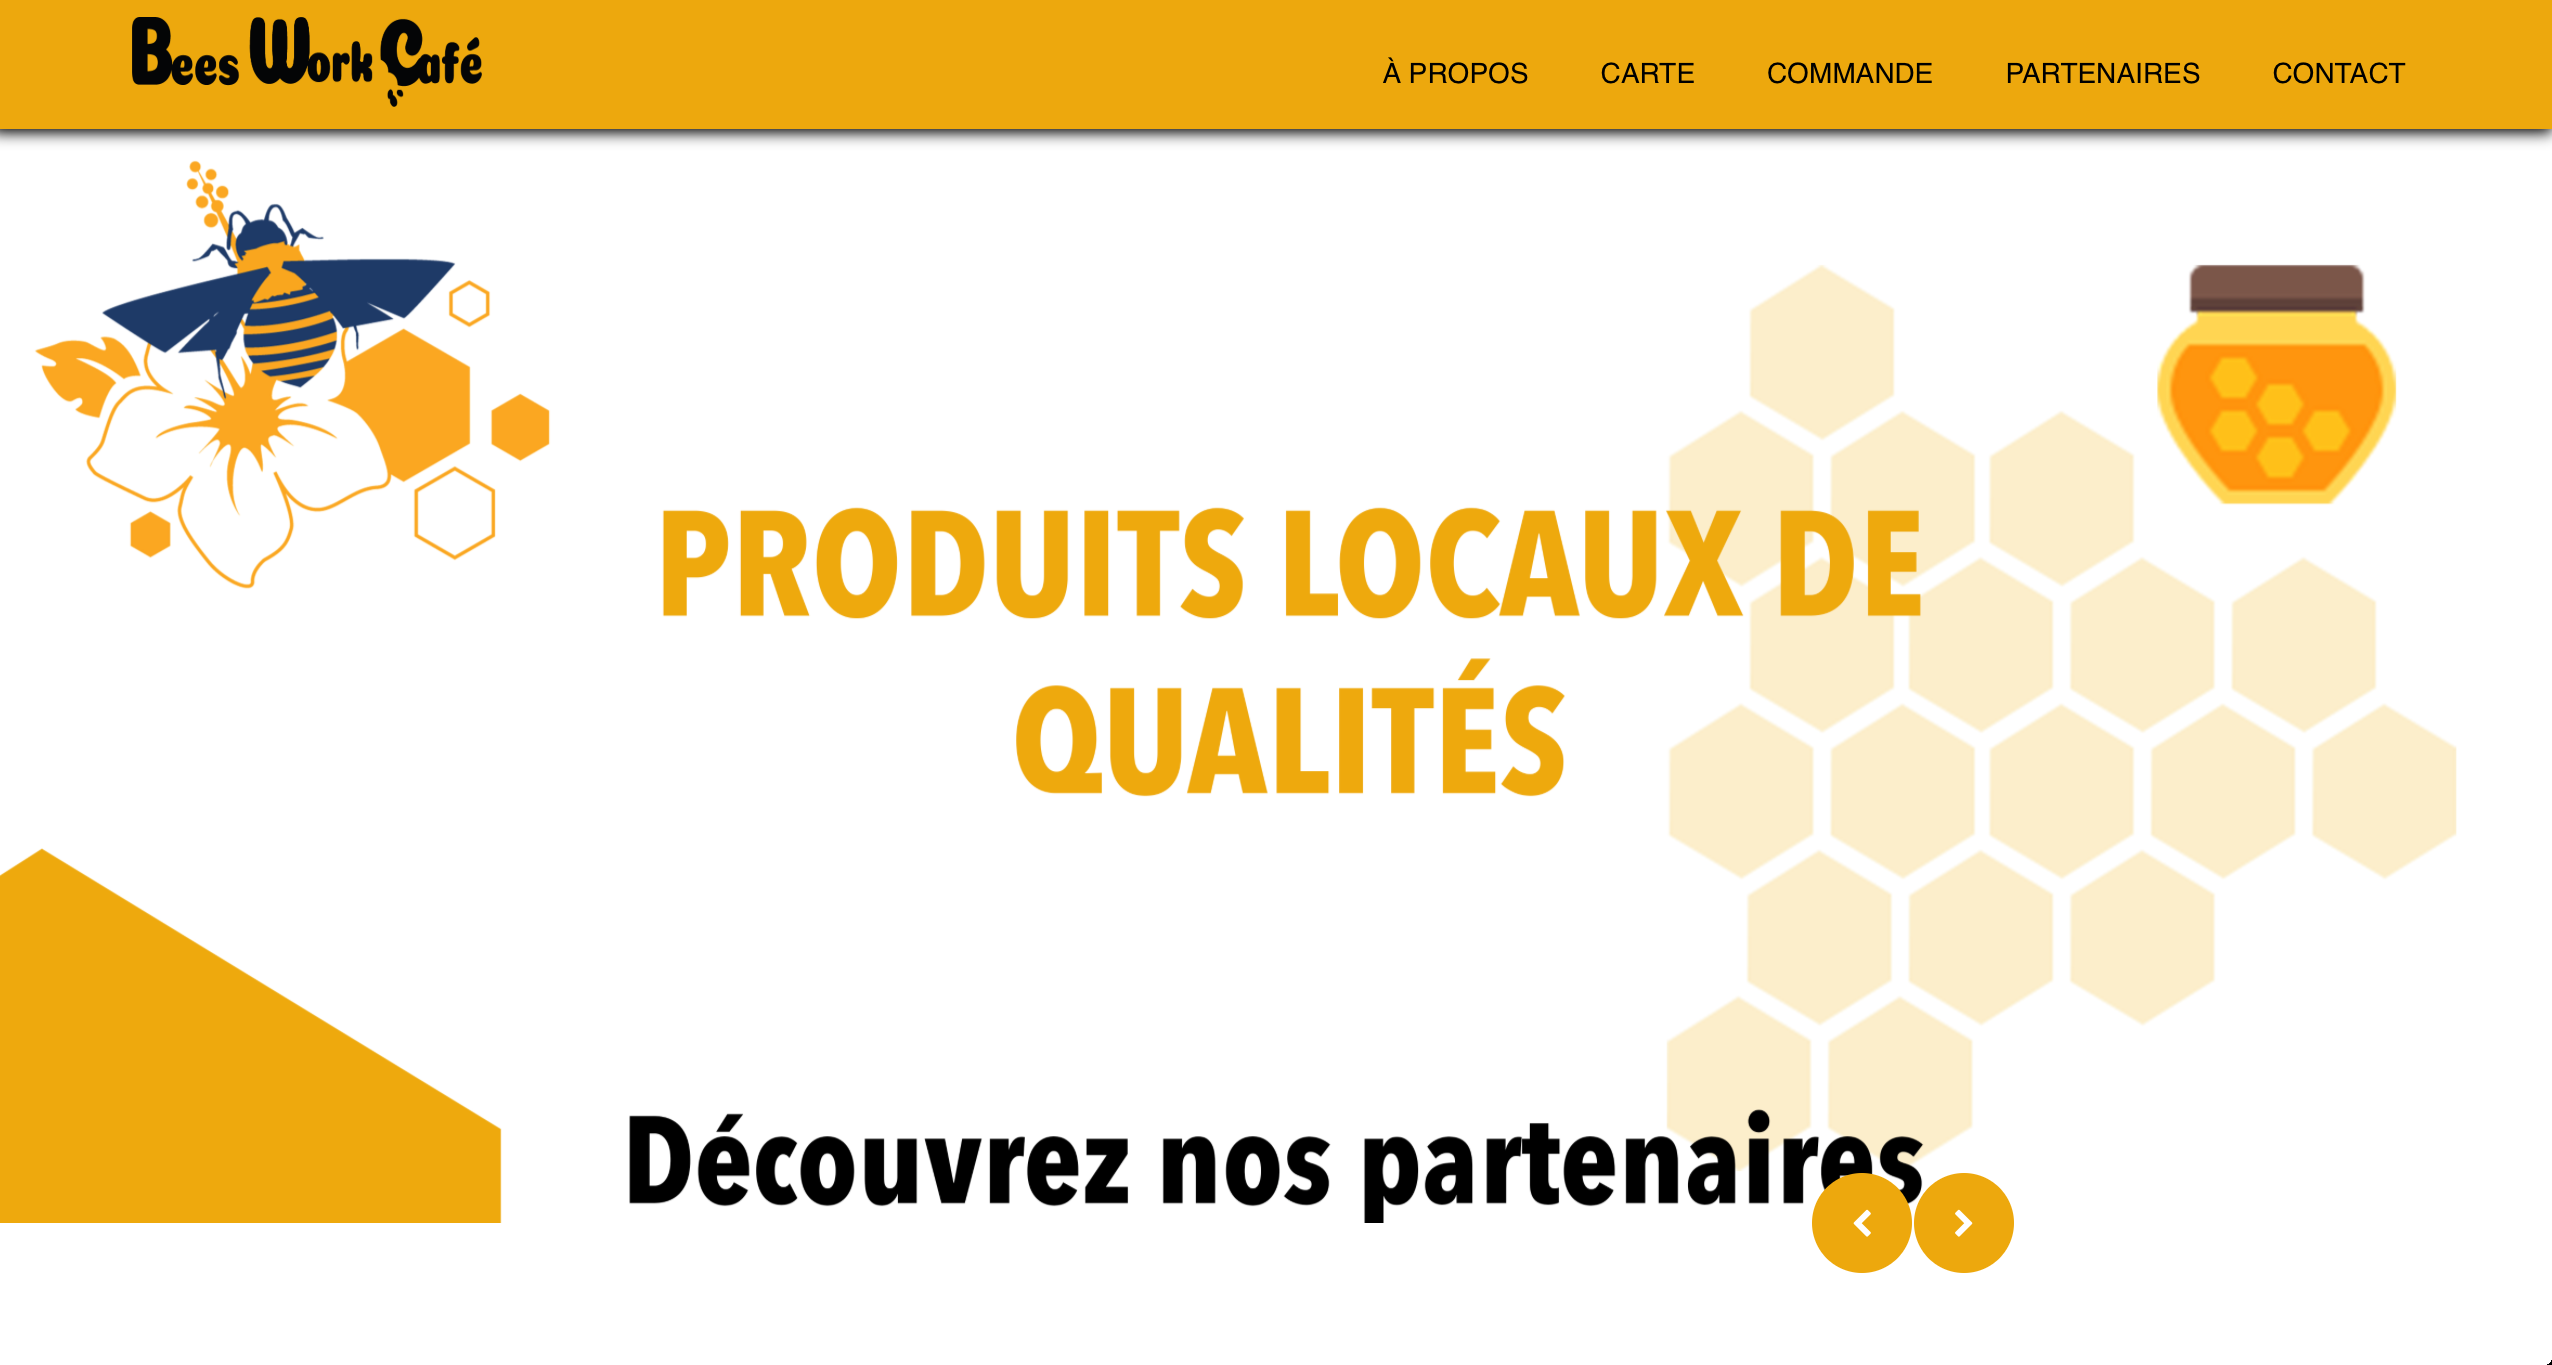 Bees Work Café
À PROPOS CARTE COMMANDE PARTENAIRES CONTACT
PRODUITS LOCAUX DE
QUALITÉS
Découvrez nos partenaires